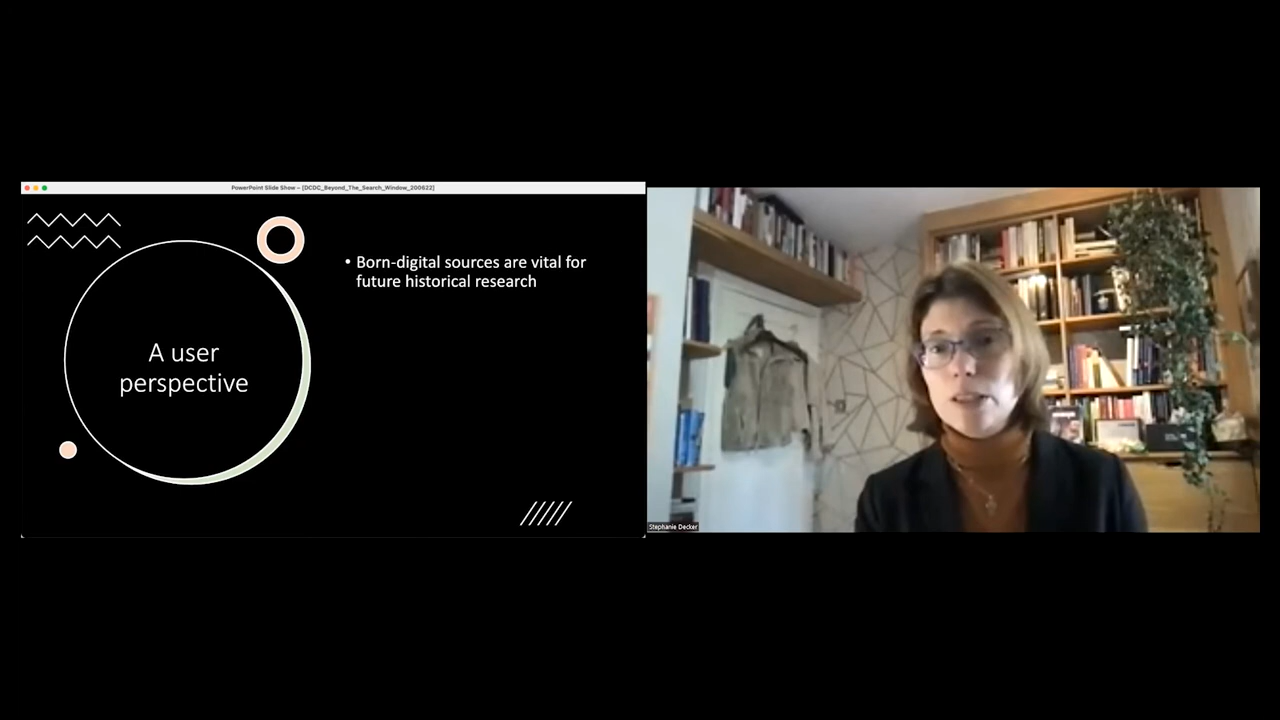 PowerPoint Slide Show – [DCDC_Beyond_The_Search_Window_200622]
A user
perspective
• Born-digital sources are vital for
future historical research
Stephanie Decker